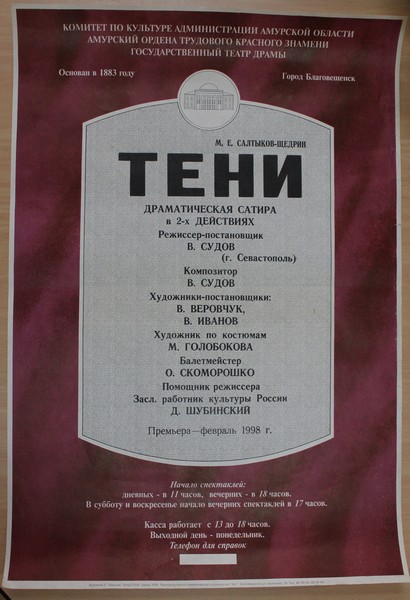 КОМИТЕТ ПО КУЛЬТУРЕ АДМИНИСТРАЦИИ АМУРСКОЙ ОБЛАСТИ
АМУРСКИЙ ОРДЕНА ТРУДОВОГО КРАСНОГО ЗНАМЕНИ
ГОСУДАРСТВЕННЫЙ ТЕАТР ДРАМЫ
Основан в 1883 году
Город Благовещенск
М. Е. САЛТЫКОВ-ЩЕДРИН
ТЕНИ
ДРАМАТИЧЕСКАЯ САТИРА
в 2-х ДЕЙСТВИЯХ
Режиссер-постановщик
В. СУДОВ
(г. Севастополь)
Композитор
В. СУДОВ
Художники-постановщики:
В. ВЕРОВЧУК,
В. ИВАНОВ
Художник по костюмам
М. ГОЛОБОКОВА
Балетмейстер
О. СКОМОРОШКО
Помощник режиссера
Засл. работник культуры России
Д. ШУБИНСКИЙ
Премьера—февраль 1998 г.
Начало спектаклей:
дневных - в 11 часов, вечерних - в 18 часов.
В субботу и воскресенье начало вечерних спектаклей в 17 часов.
Касса работает с 13 до 18 часов.
Выходной день - понедельник.
Телефон для справок